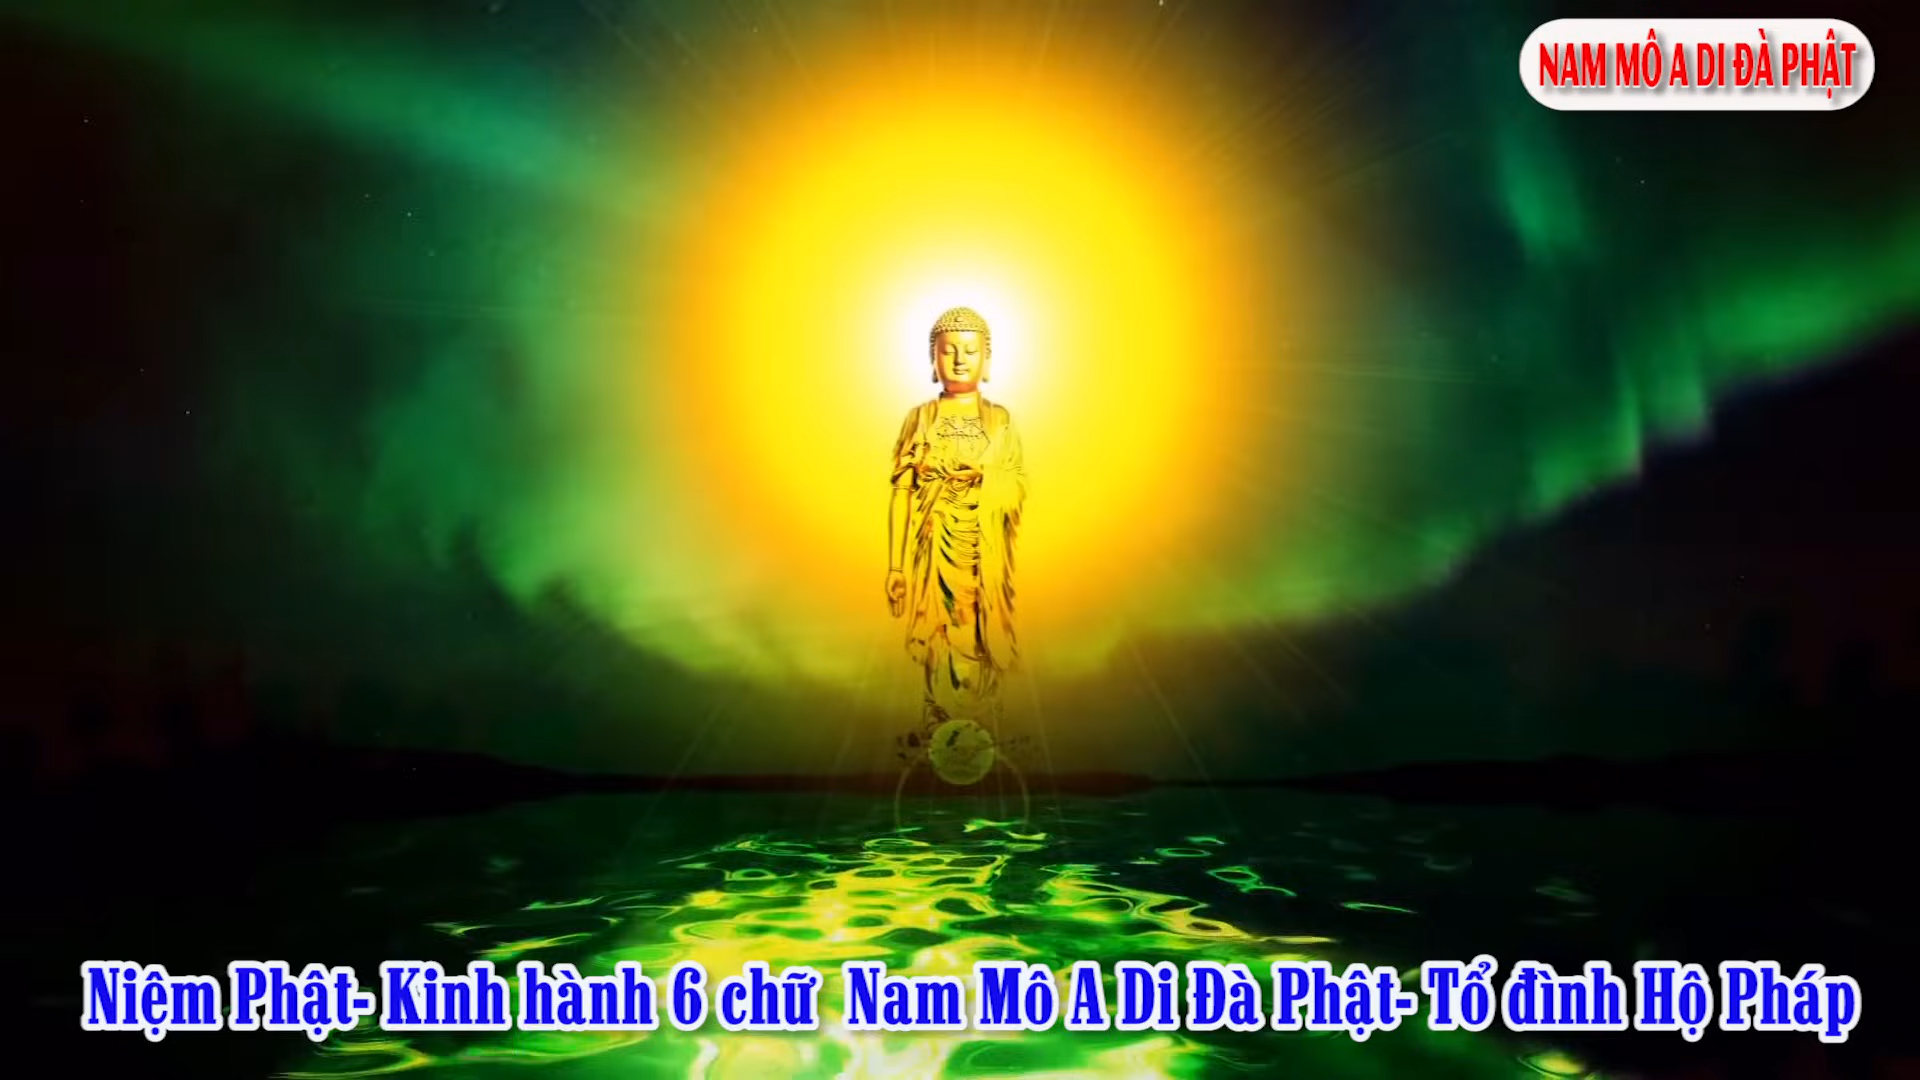 NAM MÔ A DI ĐÀ PHẬT
Niệm Phật- Kinh hành 6 chữ Nam Mô A Di Đà Phật- Tổ đình Hộ Pháp